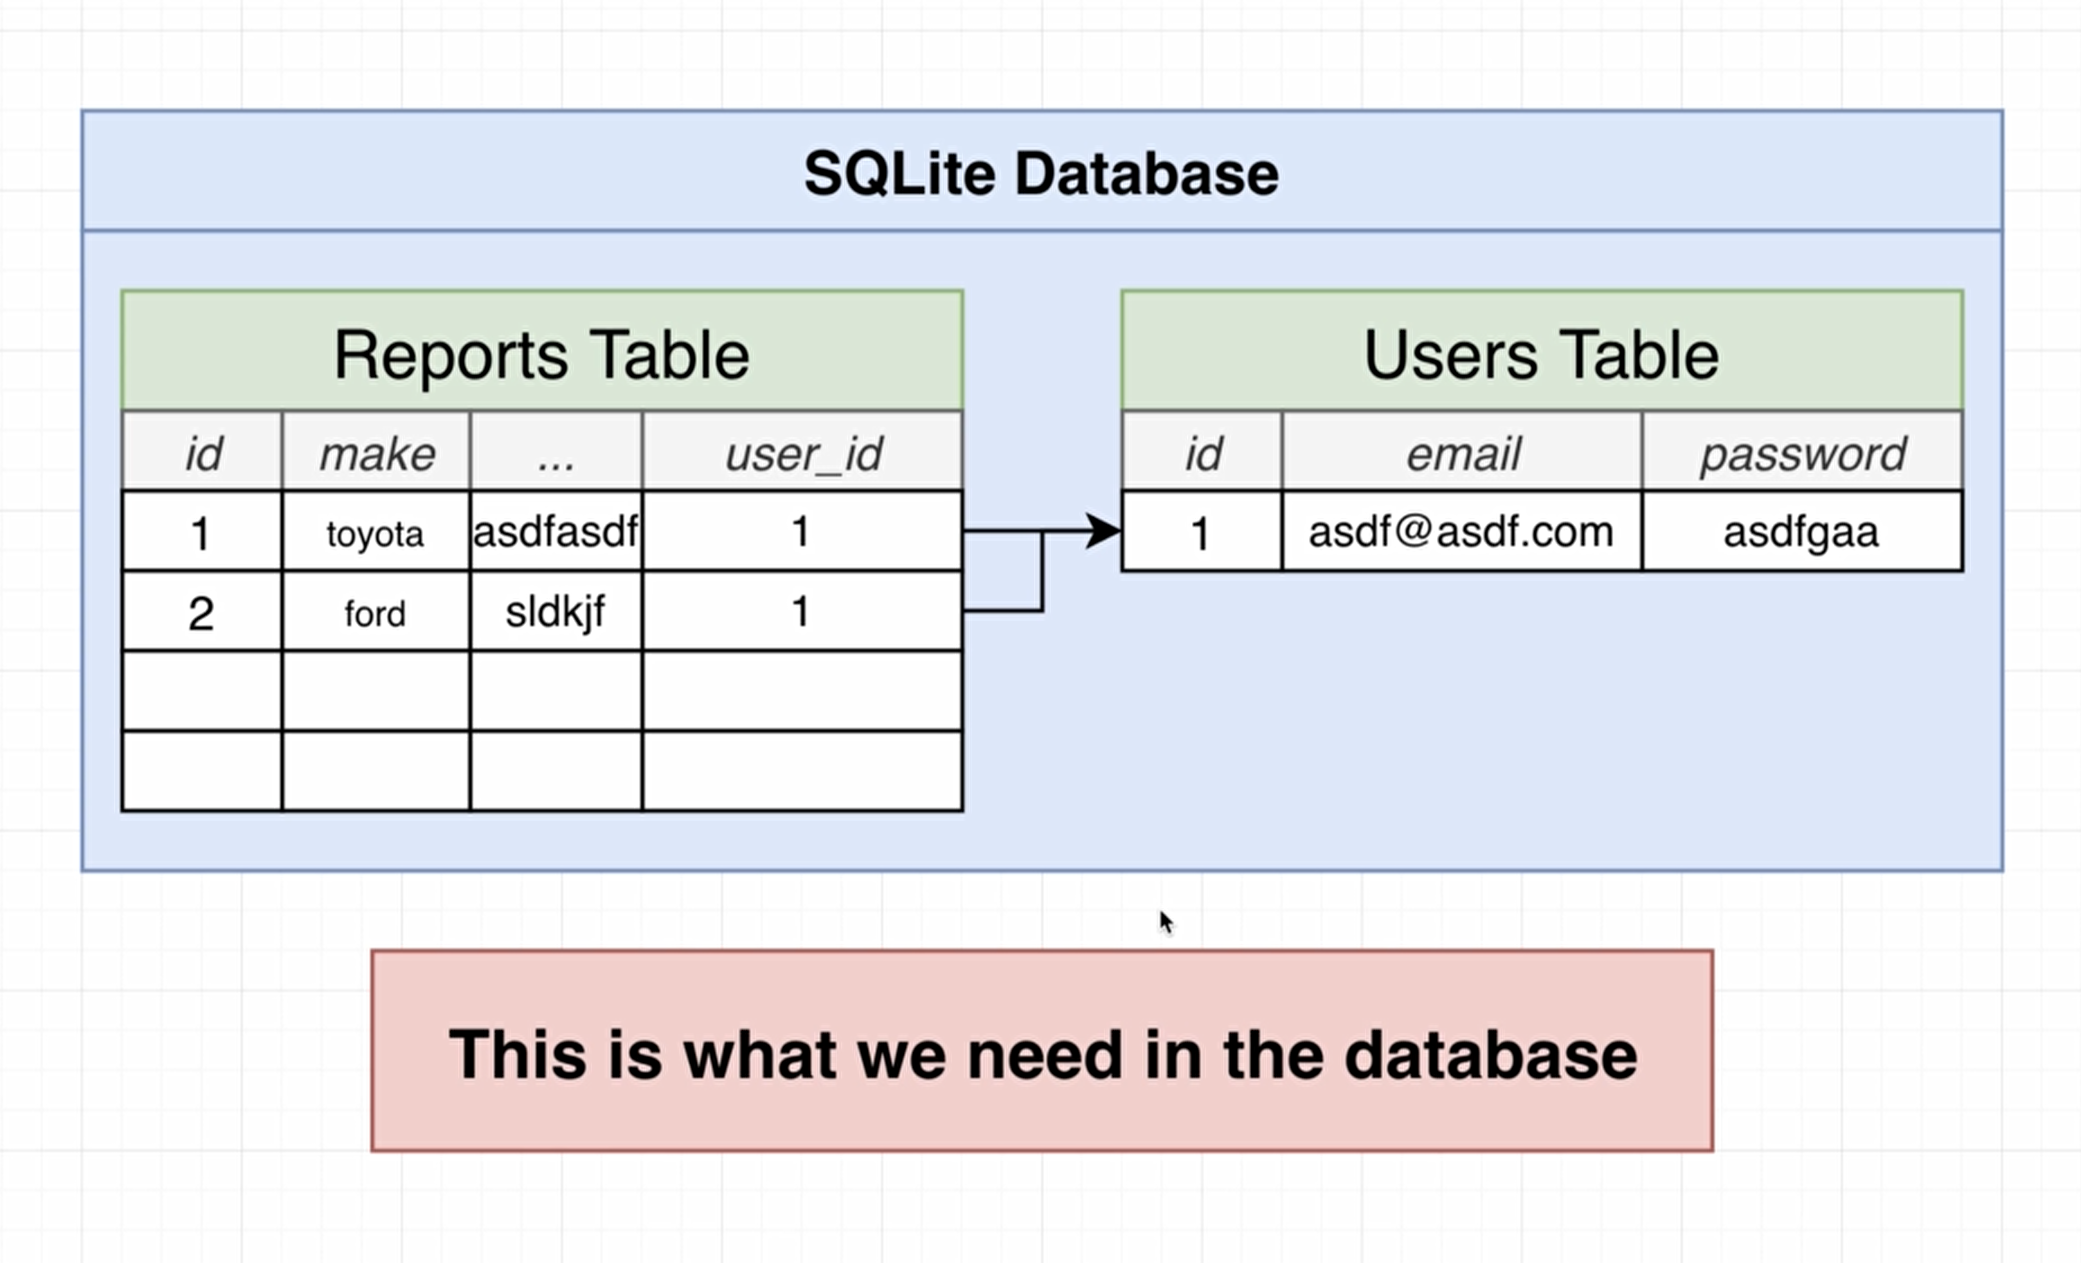 SQLite Database
Reports Table
id make ... user_id
1 toyota asdfasdf 1
2 ford sldkjf 1
Users Table
id email password
1 asdf@asdf.com asdfgaa
This is what we need in the database